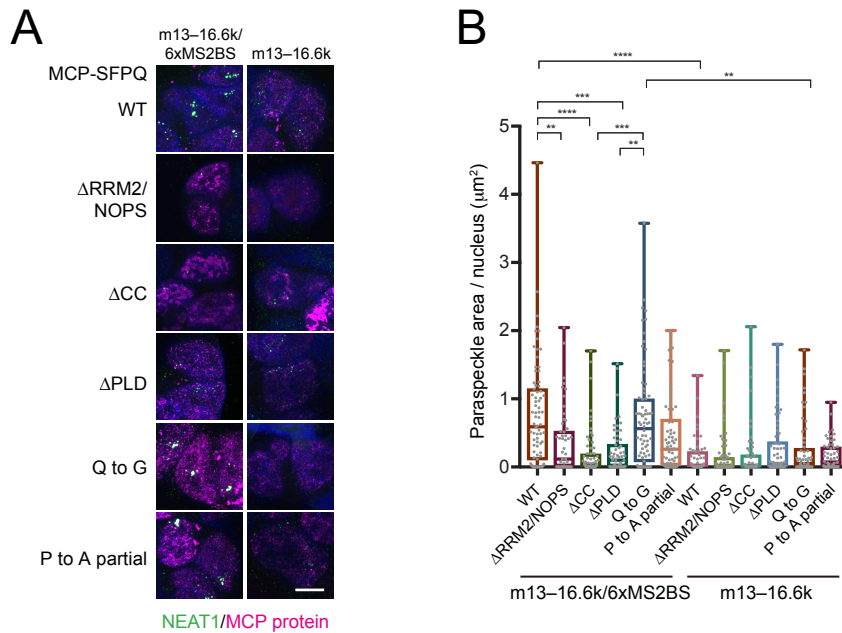 A
m13–16.6k/
6xMS2BS
m13–16.6k
MCP-SFPQ
WT
ΔRRM2/
NOPS
ΔCC
ΔPLD
Q to G
P to A partial
NEAT1/MCP protein
B
****
**
***
****
***
**
**
Paraspeckle area / nucleus (μm²)
5
4
3
2
1
0
WT
ΔRRM2/NOPS
ΔCC
ΔPLD
Q to G
P to A partial
WT
ΔRRM2/NOPS
ΔCC
ΔPLD
Q to G
P to A partial
m13–16.6k/6xMS2BS
m13–16.6k